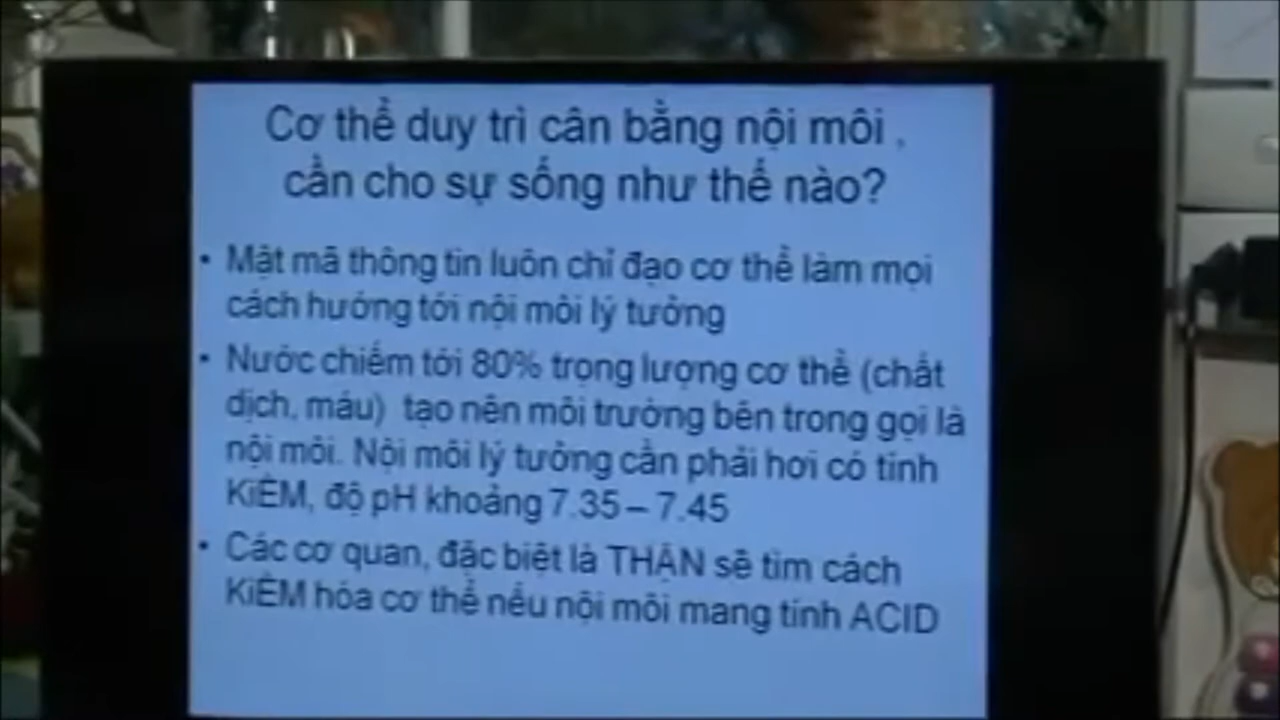 Cơ thể duy trì cân bằng nội môi ,
cần cho sự sống như thế nào?
• Mật mã thông tin luôn chỉ đạo cơ thể làm mọi
cách hướng tới nội môi lý tưởng
• Nước chiếm tới 80% trọng lượng cơ thể (chất
dịch, máu) tạo nên môi trường bên trong gọi là
nội môi. Nội môi lý tưởng cần phải hơi có tính
KiỀM, độ pH khoảng 7.35 – 7.45
• Các cơ quan, đặc biệt là THẬN sẽ tìm cách
KiỀM hóa cơ thể nếu nội môi mang tính ACID